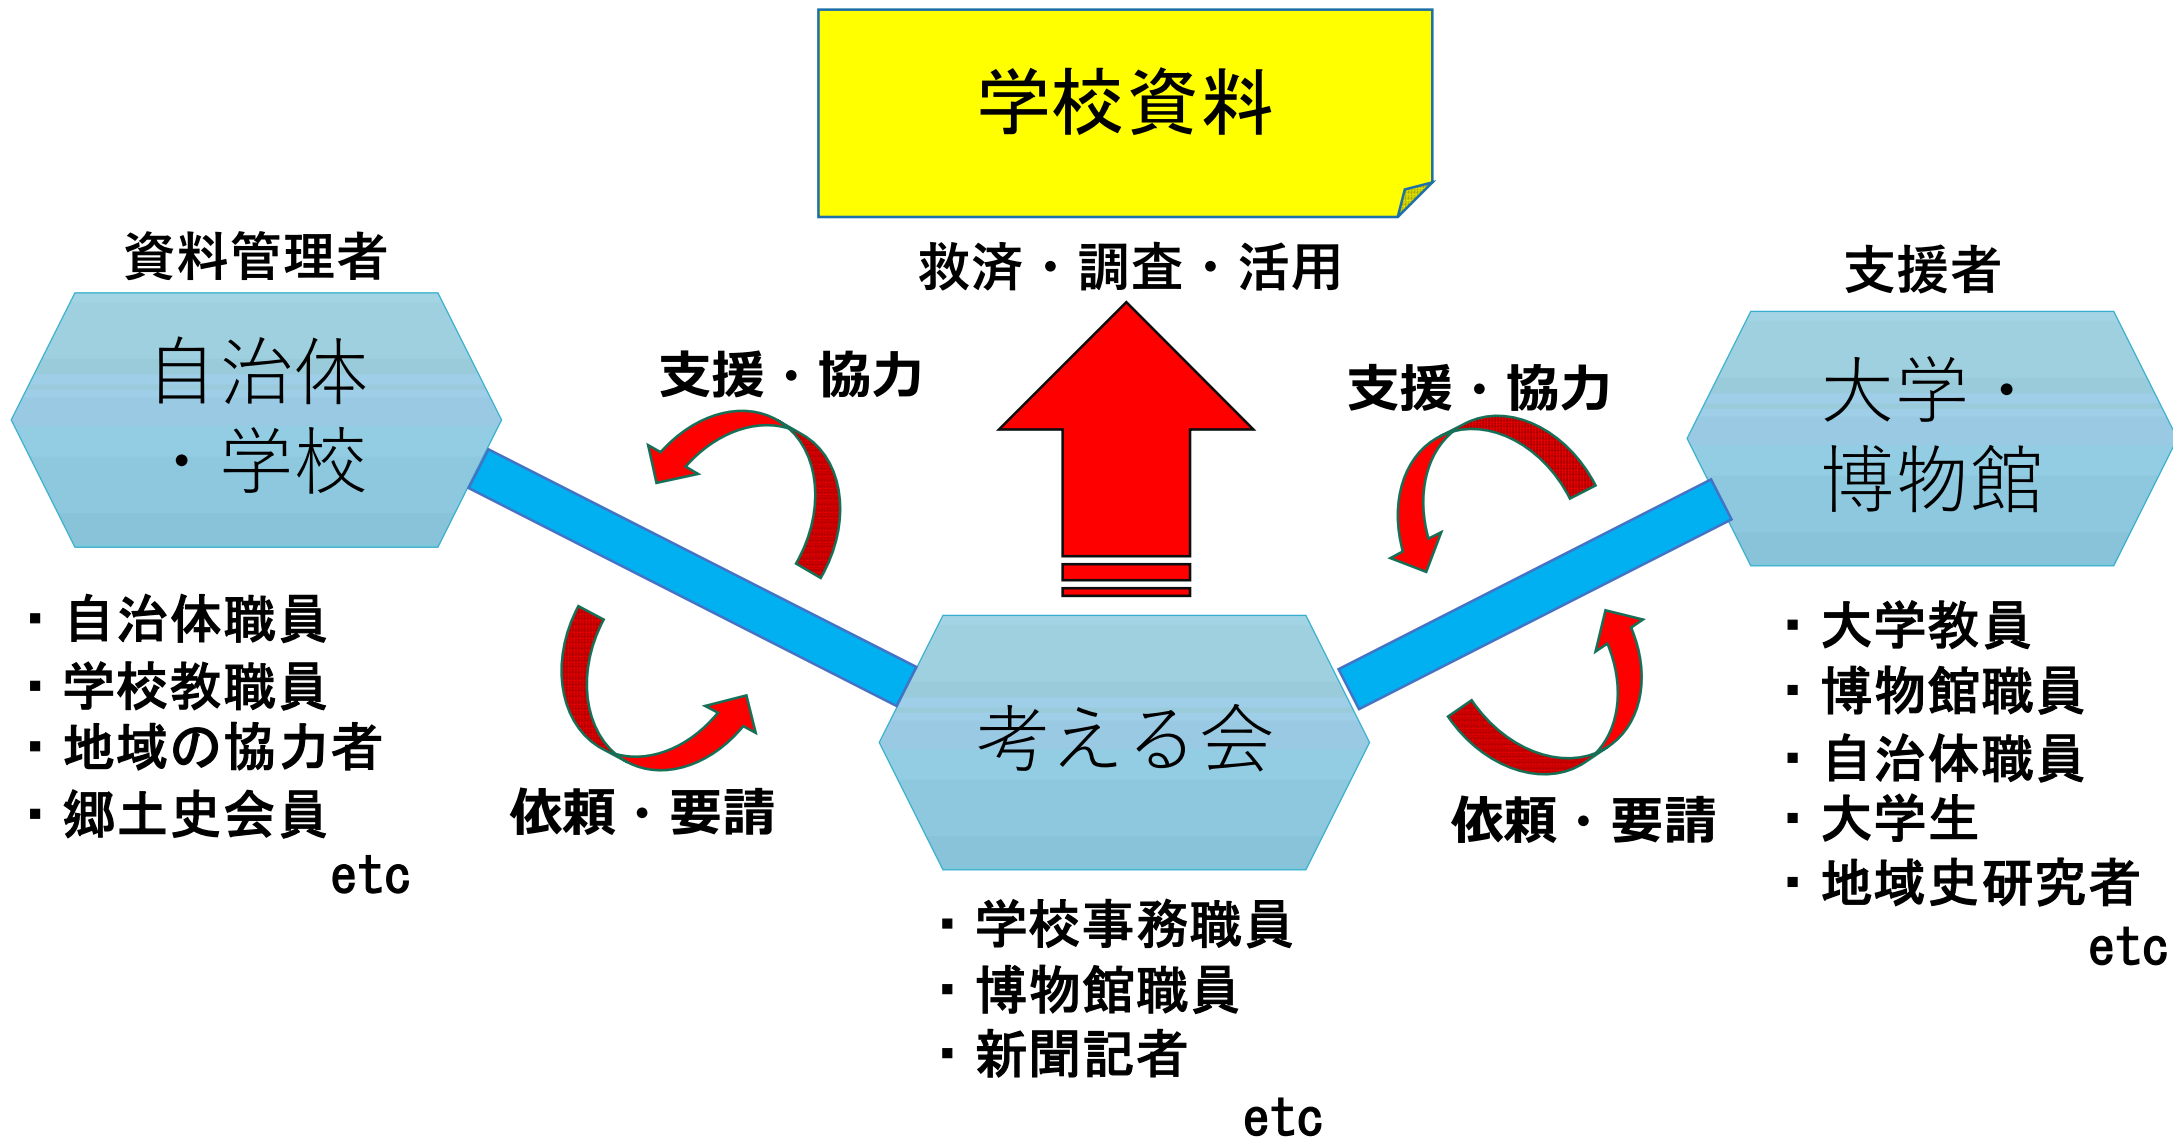 学校資料
救済・調査・活用
資料管理者
自治体
・学校
・自治体職員
・学校教職員
・地域の協力者
・郷土史会員
etc
支援・協力
依頼・要請
考える会
・学校事務職員
・博物館職員
・新聞記者
etc
支援・協力
依頼・要請
支援者
大学・
博物館
・大学教員
・博物館職員
・自治体職員
・大学生
・地域史研究者
etc